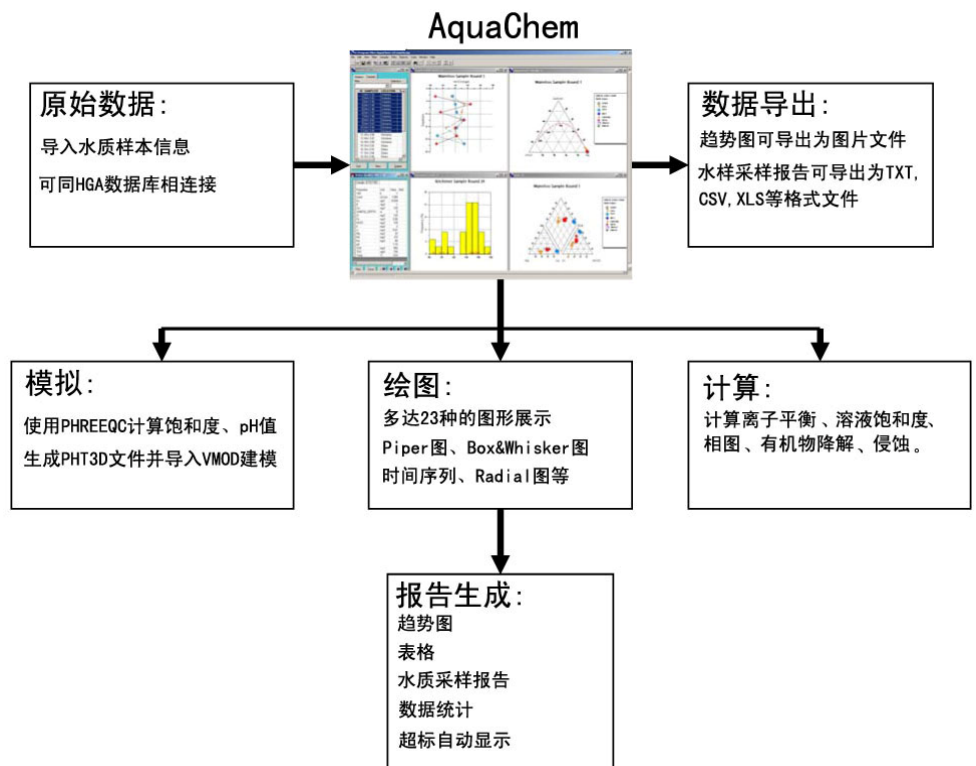 AquaChem
原始数据:
导入水质样本信息
可同HGA数据库相连接
数据导出:
趋势图可导出为图片文件
水样采样报告可导出为TXT,
CSV,XLS等格式文件
模拟:
使用PHREEQC计算饱和度、pH值
生成PHT3D文件并导入VMOD建模
绘图:
多达23种的图形展示
Piper图、Box&Whisker图
时间序列、Radial图等
计算:
计算离子平衡、溶液饱和度、
相图、有机物降解、侵蚀。
报告生成:
趋势图
表格
水质采样报告
数据统计
超标自动显示